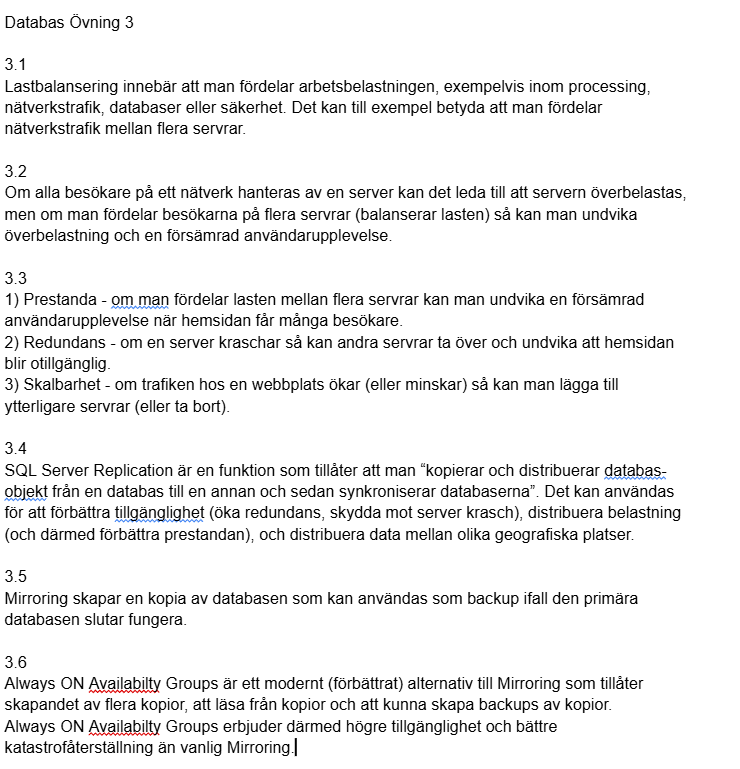 Databas Övning 3
3.1
Lastbalansering innebär att man fördelar arbetsbelastningen, exempelvis inom processing,
nätverkstrafik, databaser eller säkerhet. Det kan till exempel betyda att man fördelar
nätverkstrafik mellan flera servrar.
3.2
Om alla besökare på ett nätverk hanteras av en server kan det leda till att servern överbelastas,
men om man fördelar besökarna på flera servrar (balanserar lasten) så kan man undvika
överbelastning och en försämrad användarupplevelse.
3.3
1) Prestanda - om man fördelar lasten mellan flera servrar kan man undvika en försämrad
användarupplevelse när hemsidan får många besökare.
2) Redundans - om en server kraschar så kan andra servrar ta över och undvika att hemsidan
blir otillgänglig.
3) Skalbarhet - om trafiken hos en webbplats ökar (eller minskar) så kan man lägga till
ytterligare servrar (eller ta bort).
3.4
SQL Server Replication är en funktion som tillåter att man “kopierar och distribuerar databas-
objekt från en databas till en annan och sedan synkroniserar databaserna”. Det kan användas
för att förbättra tillgänglighet (öka redundans, skydda mot server krasch), distribuera belastning
(och därmed förbättra prestandan), och distribuera data mellan olika geografiska platser.
3.5
Mirroring skapar en kopia av databasen som kan användas som backup ifall den primära
databasen slutar fungera.
3.6
Always ON Availabilty Groups är ett modernt (förbättrat) alternativ till Mirroring som tillåter
skapandet av flera kopior, att läsa från kopior och att kunna skapa backups av kopior.
Always ON Availabilty Groups erbjuder därmed högre tillgänglighet och bättre
katastrofåterställning än vanlig Mirroring.